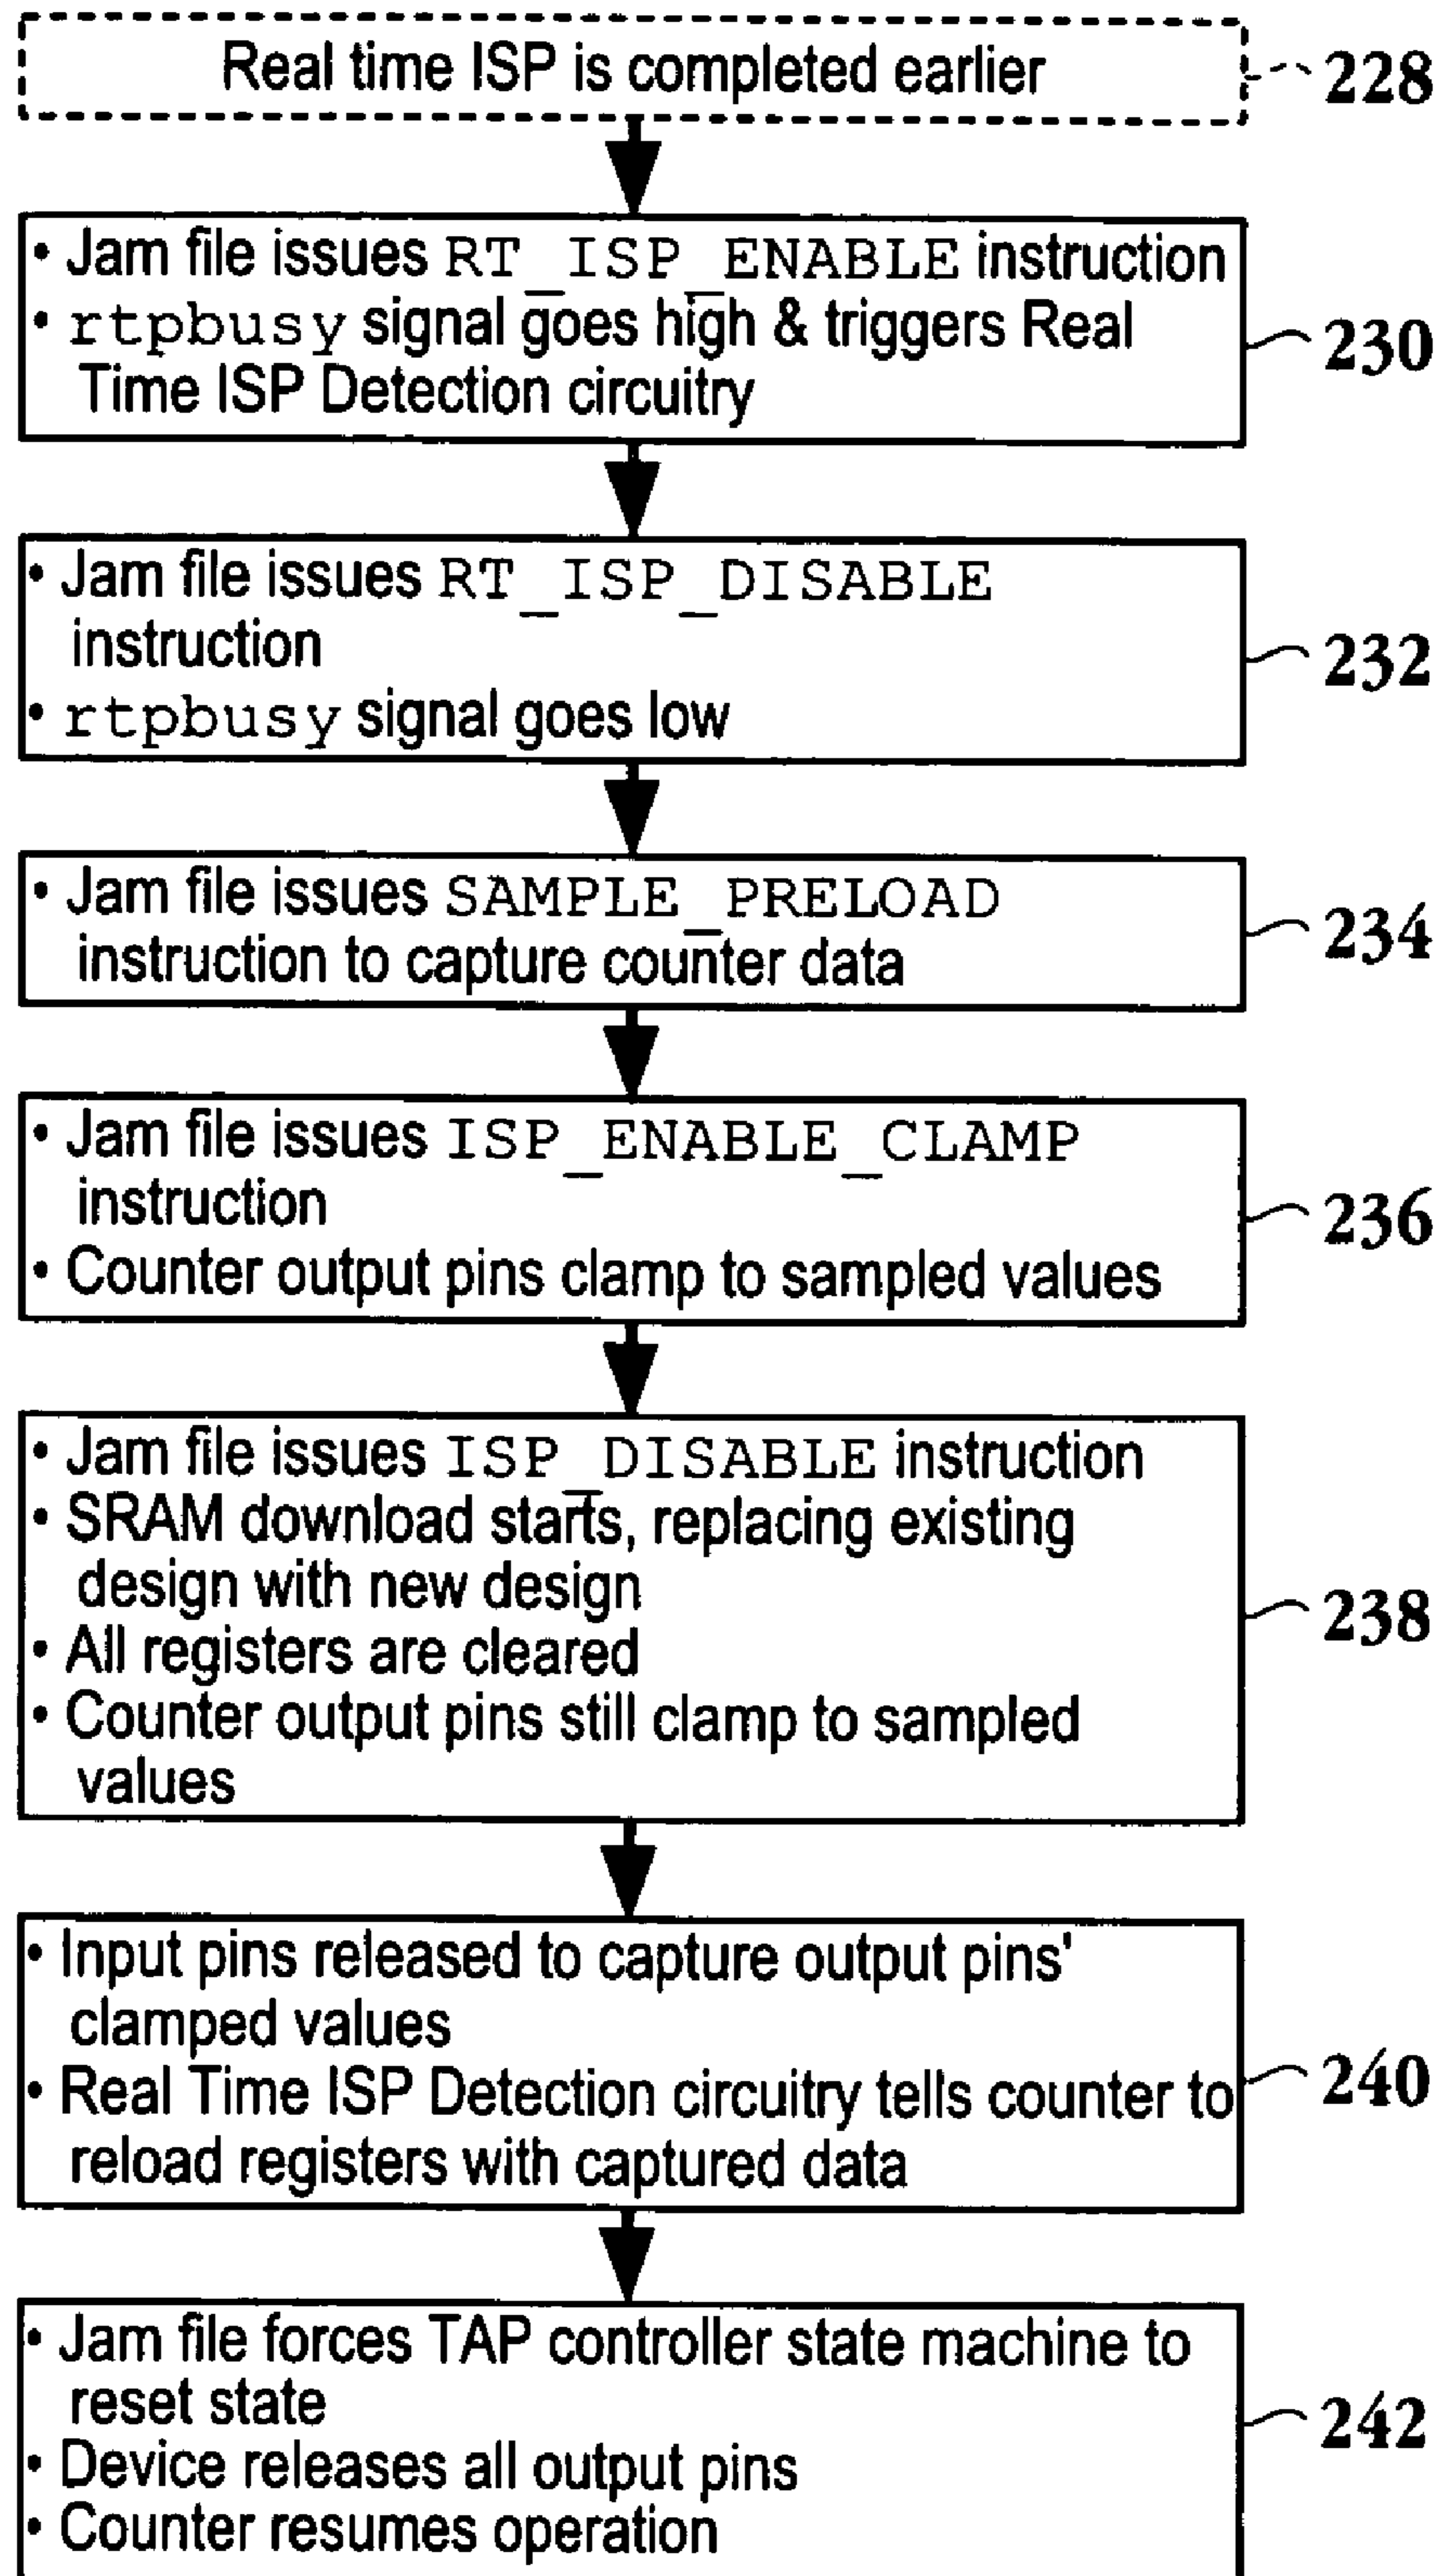 Real time ISP is completed earlier
228
• Jam file issues RT_ISP_ENABLE instruction
• rtpbusy signal goes high & triggers Real
Time ISP Detection circuitry
230
• Jam file issues RT_ISP_DISABLE
instruction
• rtpbusy signal goes low
232
• Jam file issues SAMPLE_PRELOAD
instruction to capture counter data
234
• Jam file issues ISP_ENABLE_CLAMP
instruction
• Counter output pins clamp to sampled values
236
• Jam file issues ISP_DISABLE instruction
• SRAM download starts, replacing existing
design with new design
• All registers are cleared
• Counter output pins still clamp to sampled
values
238
• Input pins released to capture output pins'
clamped values
• Real Time ISP Detection circuitry tells counter to
reload registers with captured data
240
• Jam file forces TAP controller state machine to
reset state
• Device releases all output pins
• Counter resumes operation
242